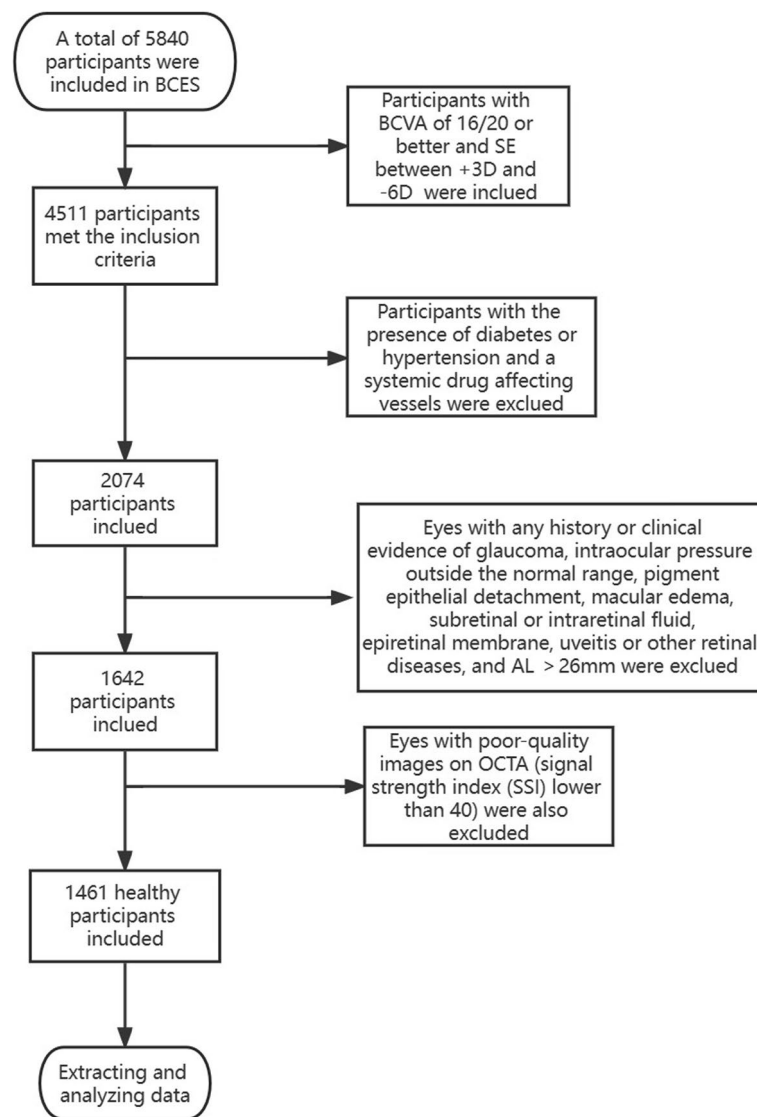 A total of 5840
participants were
included in BCES
Participants with
BCVA of 16/20 or
better and SE
between +3D and
-6D were inclued
4511 participants
met the inclusion
criteria
Participants with the
presence of diabetes or
hypertension and a
systemic drug affecting
vessels were exclued
2074
participants
inclued
Eyes with any history or clinical
evidence of glaucoma, intraocular pressure
outside the normal range, pigment
epithelial detachment, macular edema,
subretinal or intraretinal fluid,
epiretinal membrane, uveitis or other retinal
diseases, and AL > 26mm were exclued
1642
participants
inclued
Eyes with poor-quality
images on OCTA (signal
strength index (SSI) lower
than 40) were also
exclued
1461 healthy
participants
included
Extracting and
analyzing data